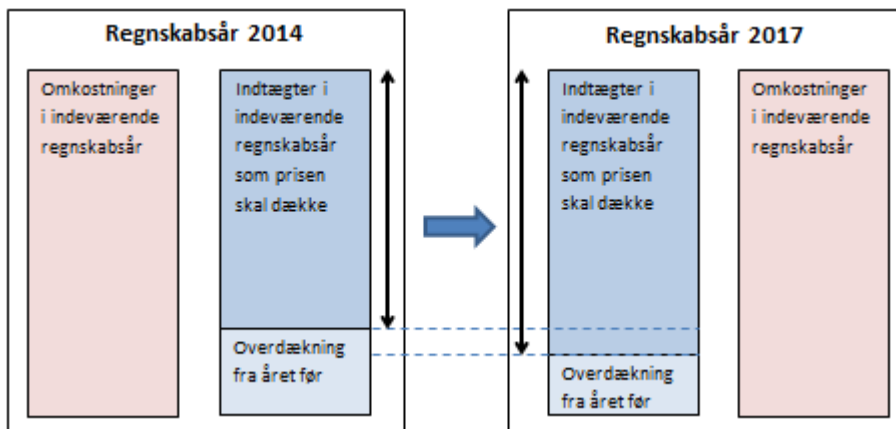 Regnskabsår 2014
Omkostninger
i indeværende
regnskabsår
Indtægter i
indeværende
regnskabsår
som prisen
skal dække
Overdækning
fra året før
Regnskabsår 2017
Indtægter i
indeværende
regnskabsår
som prisen
skal dække
Overdækning
fra året før
Omkostninger
i indeværende
regnskabsår